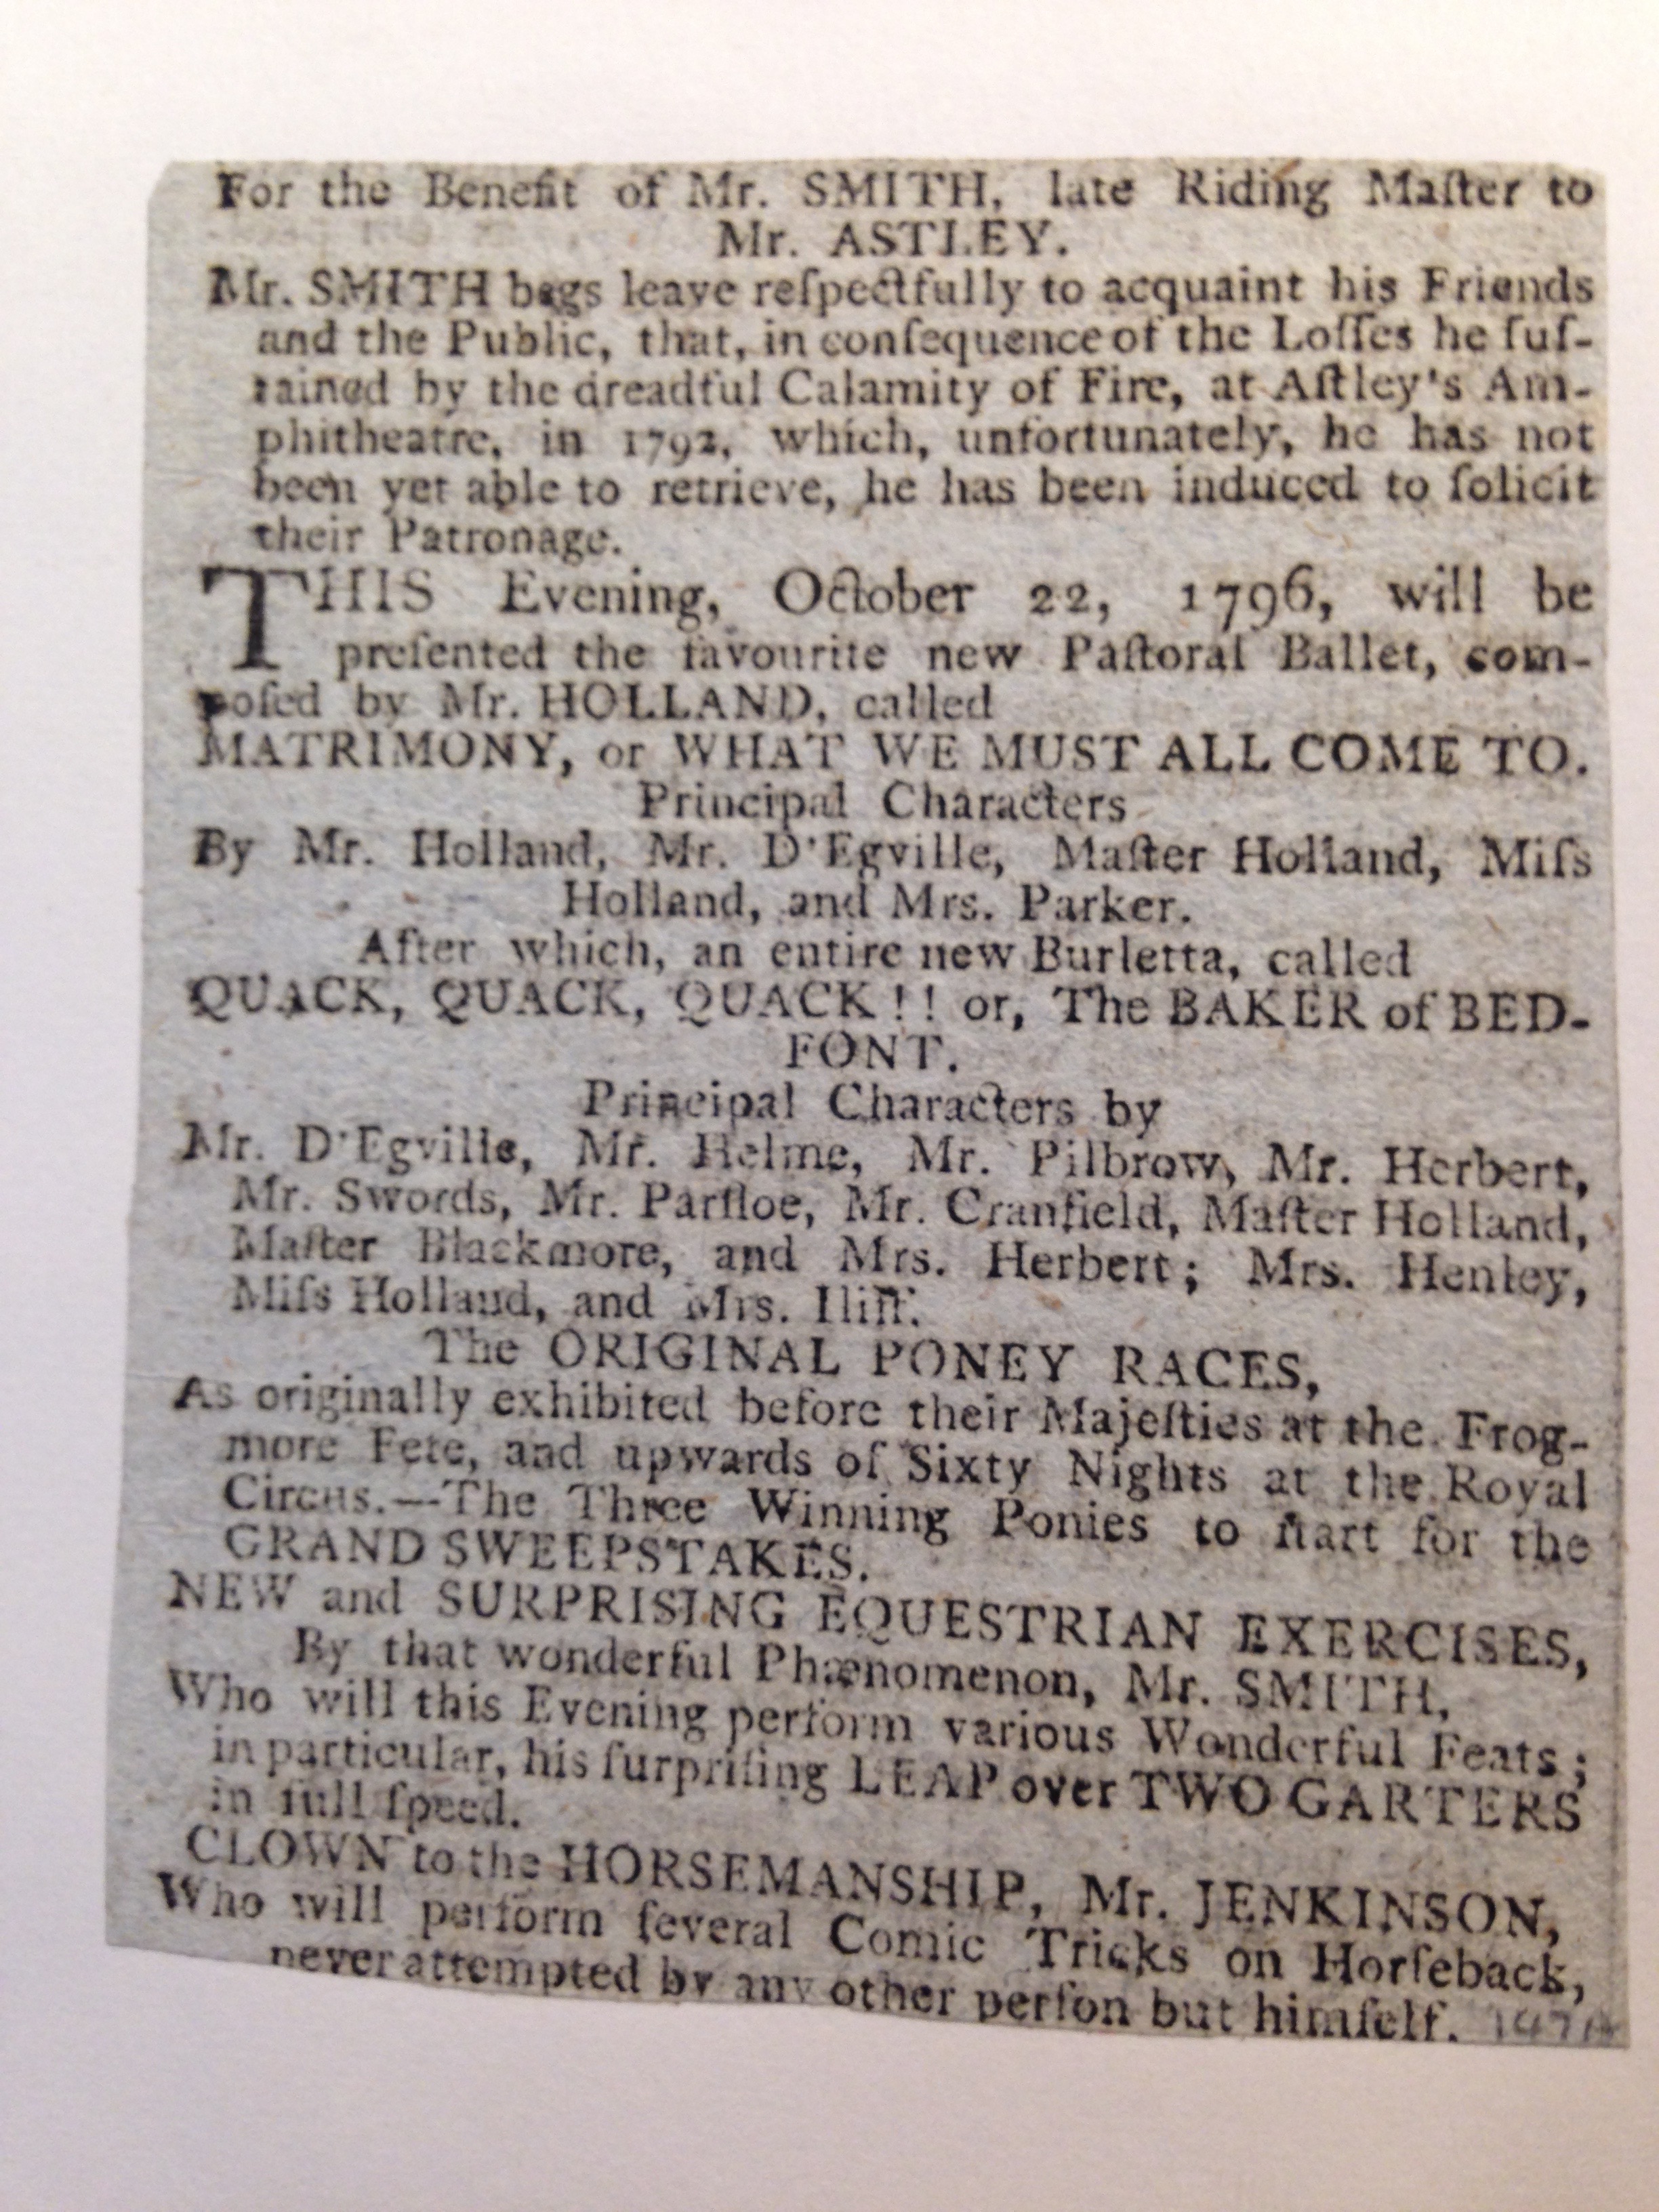 For the Benefit of Mr. SMITH, late Riding Maſter to
Mr. ASTLEY.
Mr. SMITH begs leave reſpectfully to acquaint his Friends
and the Public, that, in conſequence of the Loſſes he ſuſ-
tained by the dreadful Calamity of Fire, at Aſtley's Am-
phitheatre, in 1792, which, unfortunately, he has not
been yet able to retrieve, he has been induced to ſolicit
their Patronage.
THIS Evening, October 22, 1796, will be
preſented the favourite new Paſtoral Ballet, com-
poſed by Mr. HOLLAND, called
MATRIMONY, or WHAT WE MUST ALL COME TO.
Principal Characters
By Mr. Holland, Mr. D'Egville, Maſter Holland, Miſs
Holland, and Mrs. Parker.
After which, an entire new Burletta, called
QUACK, QUACK, QUACK!! or, The BAKER of BED-
FONT.
Principal Characters by
Mr. D'Egville, Mr. Helme, Mr. Pilbrow, Mr. Herbert,
Mr. Swords, Mr. Parſloe, Mr. Cranfield, Maſter Holland,
Maſter Blackmore, and Mrs. Herbert; Mrs. Henley,
Miſs Holland, and Mrs. Iliff.
The ORIGINAL PONEY RACES,
As originally exhibited before their Majeſties at the Frog-
more Fete, and upwards of Sixty Nights at the Royal
Circus.—The Three Winning Ponies to ſtart for the
GRAND SWEEPSTAKES.
NEW and SURPRISING EQUESTRIAN EXERCISES,
By that wonderful Phænomenon, Mr. SMITH,
Who will this Evening perform various Wonderful Feats;
in particular, his ſurpriſing LEAP over TWO GARTERS
in full ſpeed.
CLOWN to the HORSEMANSHIP, Mr. JENKINSON,
Who will perform ſeveral Comic Tricks on Horſeback,
never attempted by any other perſon but himſelf.